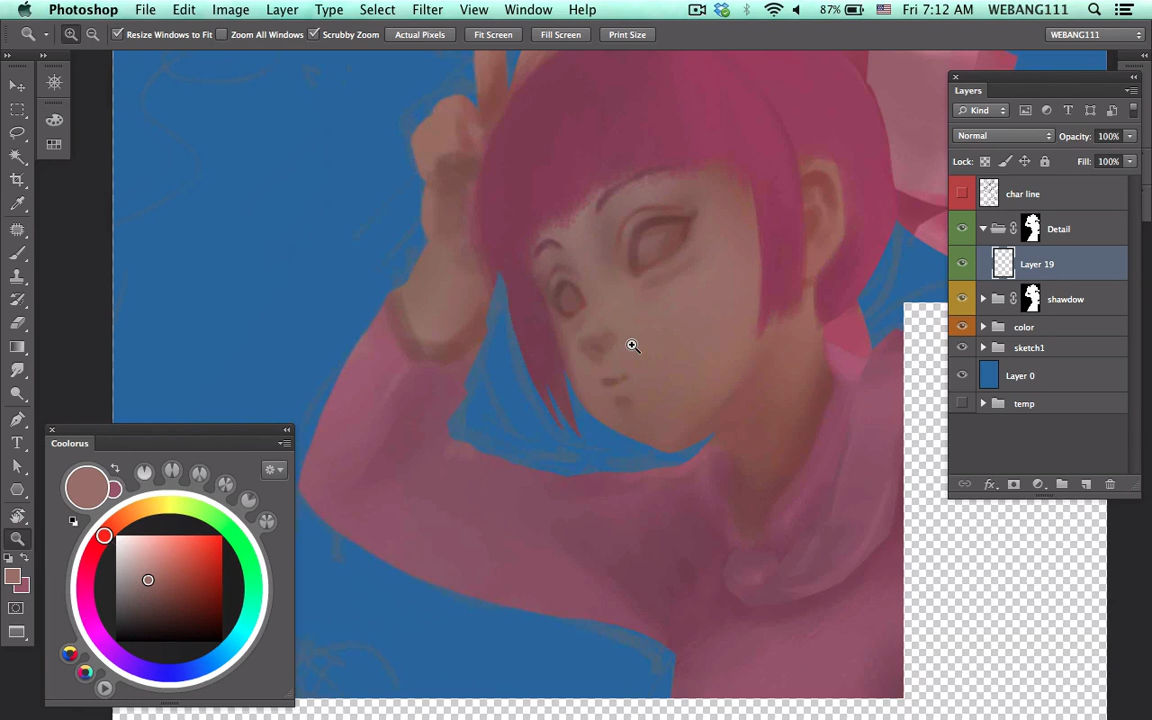 Photoshop File Edit Image Layer Type Select Filter View Window Help 87% Fri 7:12 AM WEBANG111
Resize Windows to Fit Zoom All Windows Scrubby Zoom Actual Pixels Fit Screen Fill Screen Print Size WEBANG111
Layers
Kind
Normal Opacity: 100%
Lock: Fill: 100%
char line
Detail
Layer 19
shawdow
color
sketch1
Layer 0
temp
fx
Coolorus